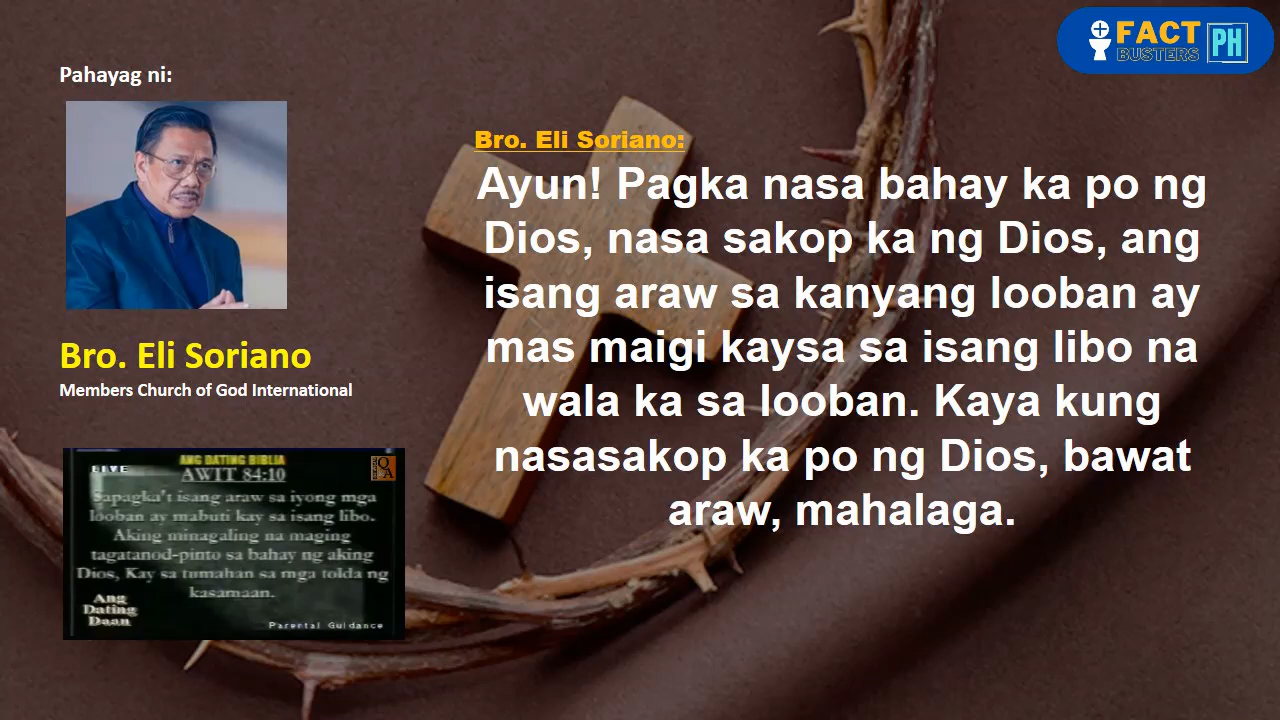 FACT
BUSTERS
PH
Pahayag ni:
Bro. Eli Soriano
Members Church of God International
Bro. Eli Soriano:
Ayun! Pagka nasa bahay ka po ng
Dios, nasa sakop ka ng Dios, ang
isang araw sa kanyang looban ay
mas maigi kaysa sa isang libo na
wala ka sa looban. Kaya kung
nasasakop ka po ng Dios, bawat
araw, mahalaga.
LIVE
ANG DATING BIBLIA
AWIT 84:10
QA
Sapagka't isang araw sa iyong mga
looban ay mabuti kay sa isang libo.
Aking minagaling na maging
tagatanod-pinto sa bahay ng aking
Dios, Kay sa tumahan sa mga tolda ng
kasamaan.
Ang
Dating
Daan
Parental Guidance